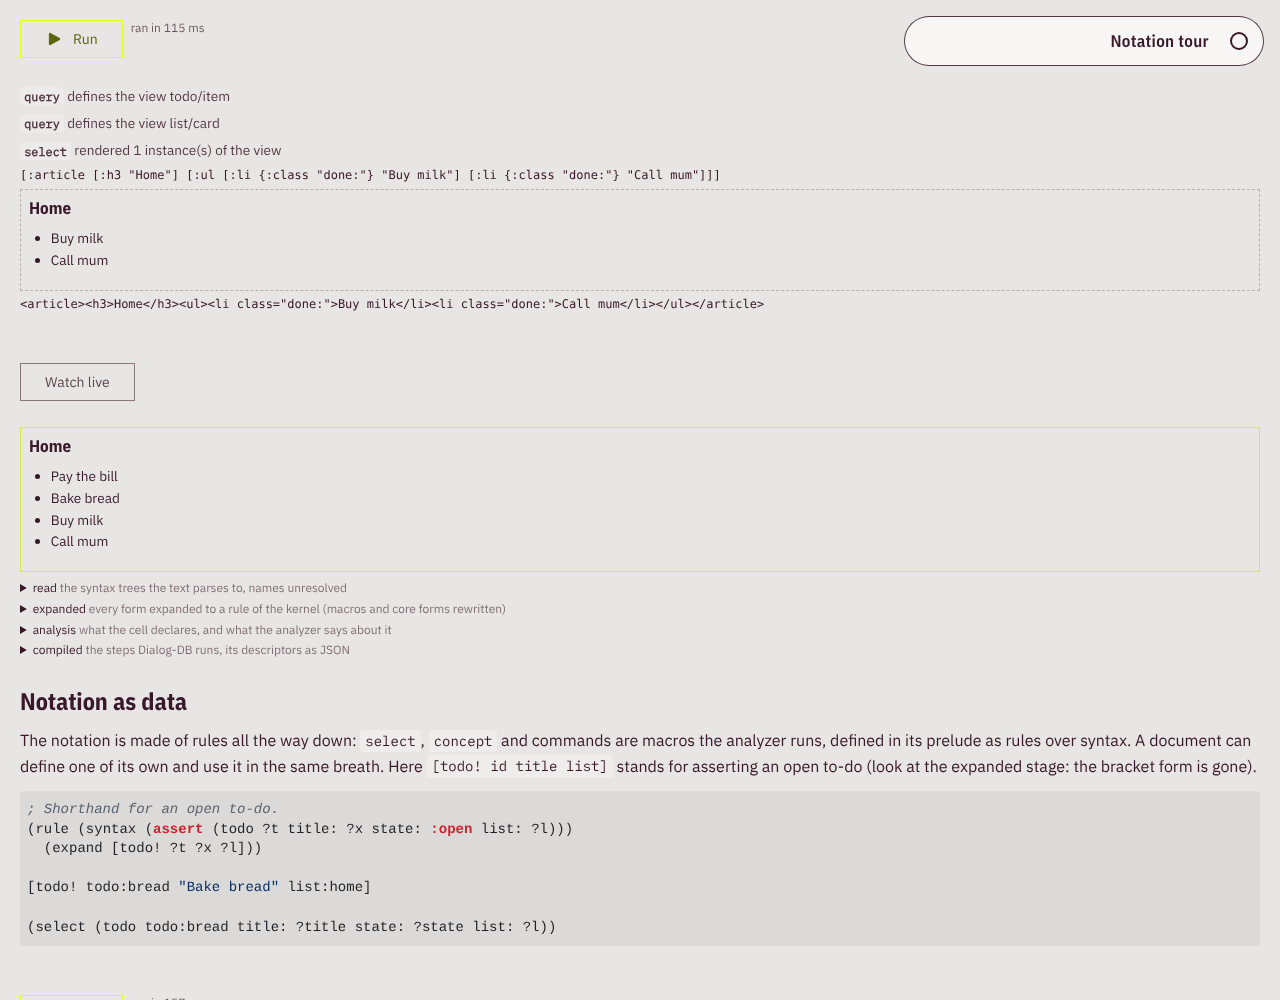 Run
ran in 115 ms
Notation tour
query defines the view todo/item
query defines the view list/card
select rendered 1 instance(s) of the view
[:article [:h3 "Home"] [:ul [:li {:class "done:"} "Buy milk"] [:li {:class "done:"} "Call mum"]]]
Home
Buy milk
Call mum
<article><h3>Home</h3><ul><li class="done:">Buy milk</li><li class="done:">Call mum</li></ul></article>
Watch live
Home
Pay the bill
Bake bread
Buy milk
Call mum
read the syntax trees the text parses to, names unresolved
expanded every form expanded to a rule of the kernel (macros and core forms rewritten)
analysis what the cell declares, and what the analyzer says about it
compiled the steps Dialog-DB runs, its descriptors as JSON
Notation as data
The notation is made of rules all the way down: select, concept and commands are macros the analyzer runs, defined in its prelude as rules over syntax. A document can
define one of its own and use it in the same breath. Here [todo! id title list] stands for asserting an open to-do (look at the expanded stage: the bracket form is gone).
; Shorthand for an open to-do.
(rule (syntax (assert (todo ?t title: ?x state: :open list: ?l)))
(expand [todo! ?t ?x ?l]))
[todo! todo:bread "Bake bread" list:home]
(select (todo todo:bread title: ?title state: ?state list: ?l))